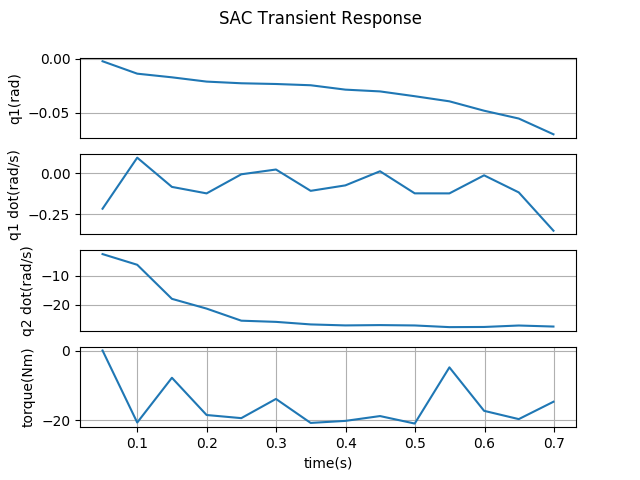 SAC Transient Response
q1(rad)
0.00
−0.05
q1 dot(rad/s)
0.00
−0.25
q2 dot(rad/s)
−10
−20
torque(Nm)
0
−20
0.1 0.2 0.3 0.4 0.5 0.6 0.7
time(s)